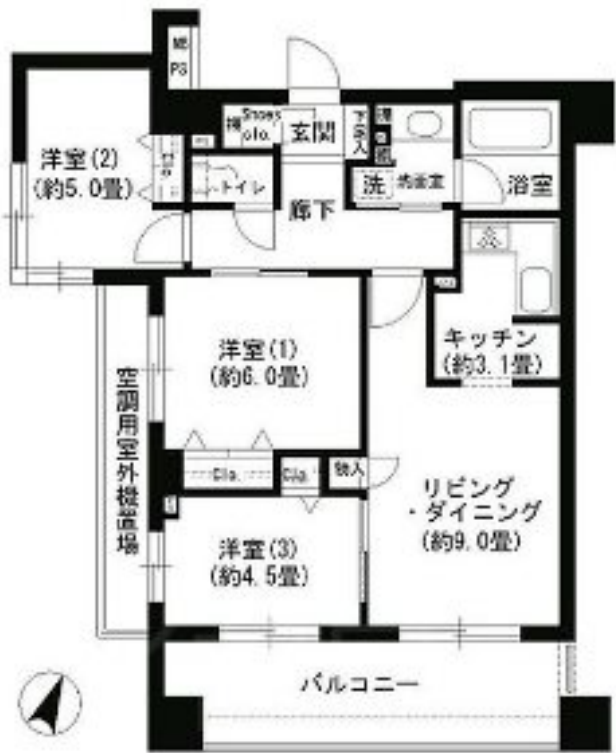 MB
PS
Shoes
clo.
玄関
下足入
洋室(2)
(約5.0畳)
トイレ
洗
洗面室
浴室
廊下
洋室(1)
(約6.0畳)
キッチン
(約3.1畳)
空調用室外機置場
Clo.
Clo.
物入
リビング
・ダイニング
(約9.0畳)
洋室(3)
(約4.5畳)
バルコニー